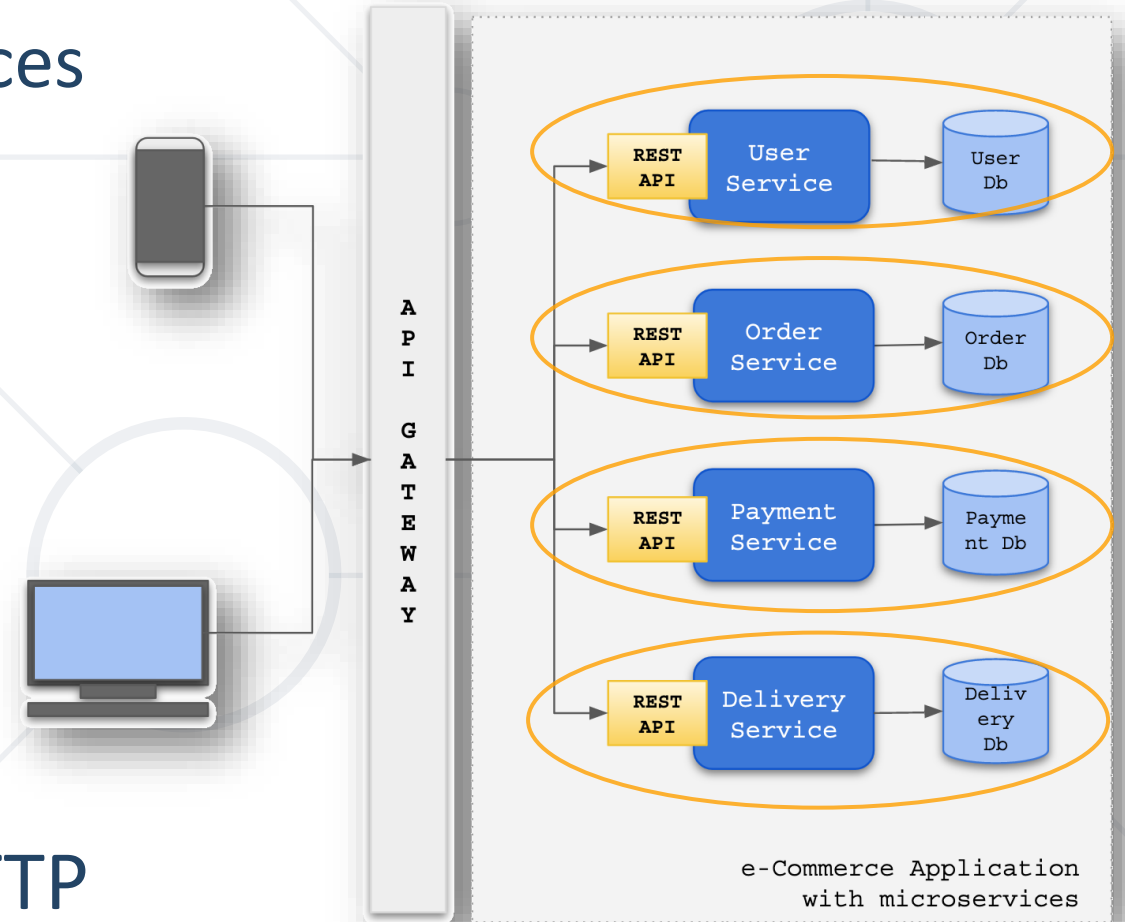 ces
A
P
I
G
A
T
E
W
A
Y
REST
API
User
Service
User
Db
REST
API
Order
Service
Order
Db
REST
API
Payment
Service
Payme
nt Db
REST
API
Delivery
Service
Deliv
ery
Db
TTP
e-Commerce Application
with microservices